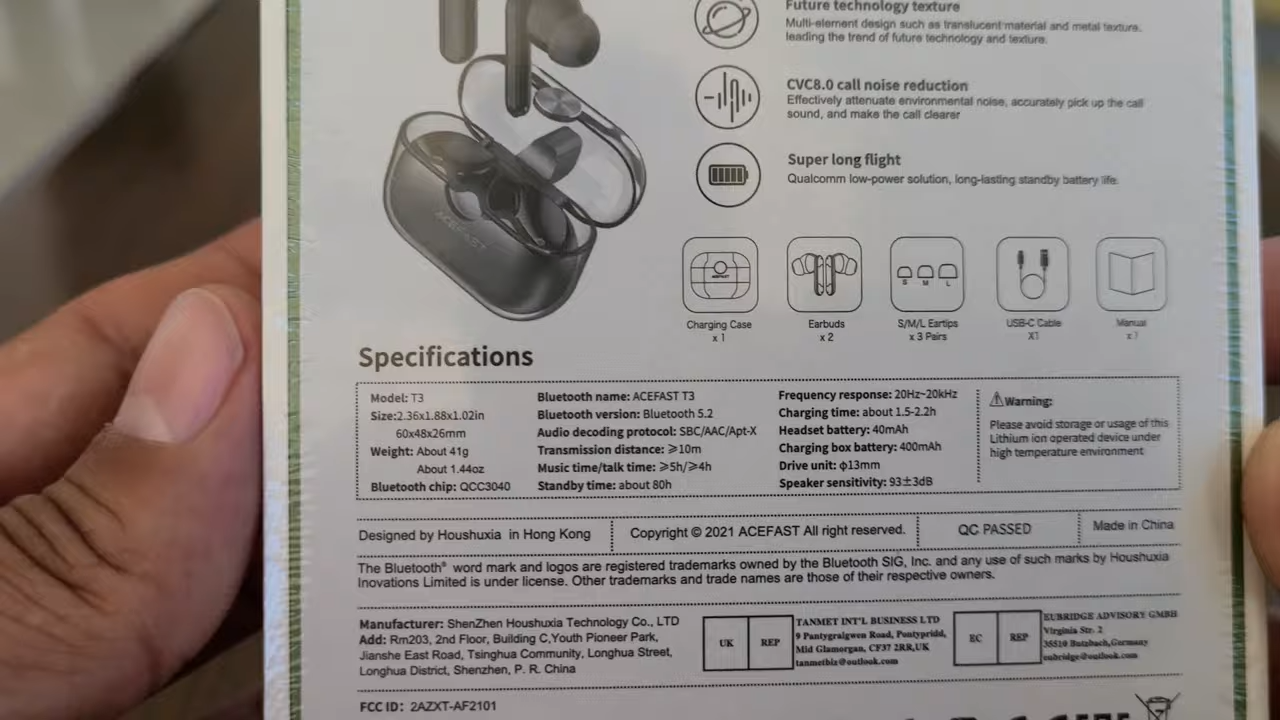 Future technology texture
Multi-element design such as translucent material and metal texture,
leading the trend of future technology and texture.
CVC8.0 call noise reduction
Effectively attenuate environmental noise, accurately pick up the call
sound, and make the call clearer
Super long flight
Qualcomm low-power solution, long-lasting standby battery life.
ACEFAST
S M L
Charging Case
x 1
Earbuds
x 2
S/M/L Eartips
x 3 Pairs
USB-C Cable
X1
Manual
x 1
Specifications
Model: T3
Size:2.36x1.88x1.02in
60x48x26mm
Weight: About 41g
About 1.44oz
Bluetooth chip: QCC3040
Bluetooth name: ACEFAST T3
Bluetooth version: Bluetooth 5.2
Audio decoding protocol: SBC/AAC/Apt-X
Transmission distance: ⩾10m
Music time/talk time: ⩾5h/⩾4h
Standby time: about 80h
Frequency response: 20Hz~20kHz
Charging time: about 1.5-2.2h
Headset battery: 40mAh
Charging box battery: 400mAh
Drive unit: φ13mm
Speaker sensitivity: 93±3dB
⚠Warning:
Please avoid storage or usage of this
Lithium ion operated device under
high temperature environment
Designed by Houshuxia in Hong Kong
Copyright © 2021 ACEFAST All right reserved.
QC PASSED
Made in China
The Bluetooth® word mark and logos are registered trademarks owned by the Bluetooth SIG, Inc. and any use of such marks by Houshuxia
Inovations Limited is under license. Other trademarks and trade names are those of their respective owners.
Manufacturer: ShenZhen Houshuxia Technology Co., LTD
Add: Rm203, 2nd Floor, Building C,Youth Pioneer Park,
Jianshe East Road, Tsinghua Community, Longhua Street,
Longhua District, Shenzhen, P. R. China
UK REP
TANMET INT'L BUSINESS LTD
9 Pantygraigwen Road, Pontypridd,
Mid Glamorgan, CF37 2RR,UK
tanmetbiz@outlook.com
EC REP
EUBRIDGE ADVISORY GMBH
Virginia Str. 2
35510 Butzbach,Germany
eubridge@outlook.com
FCC ID: 2AZXT-AF2101